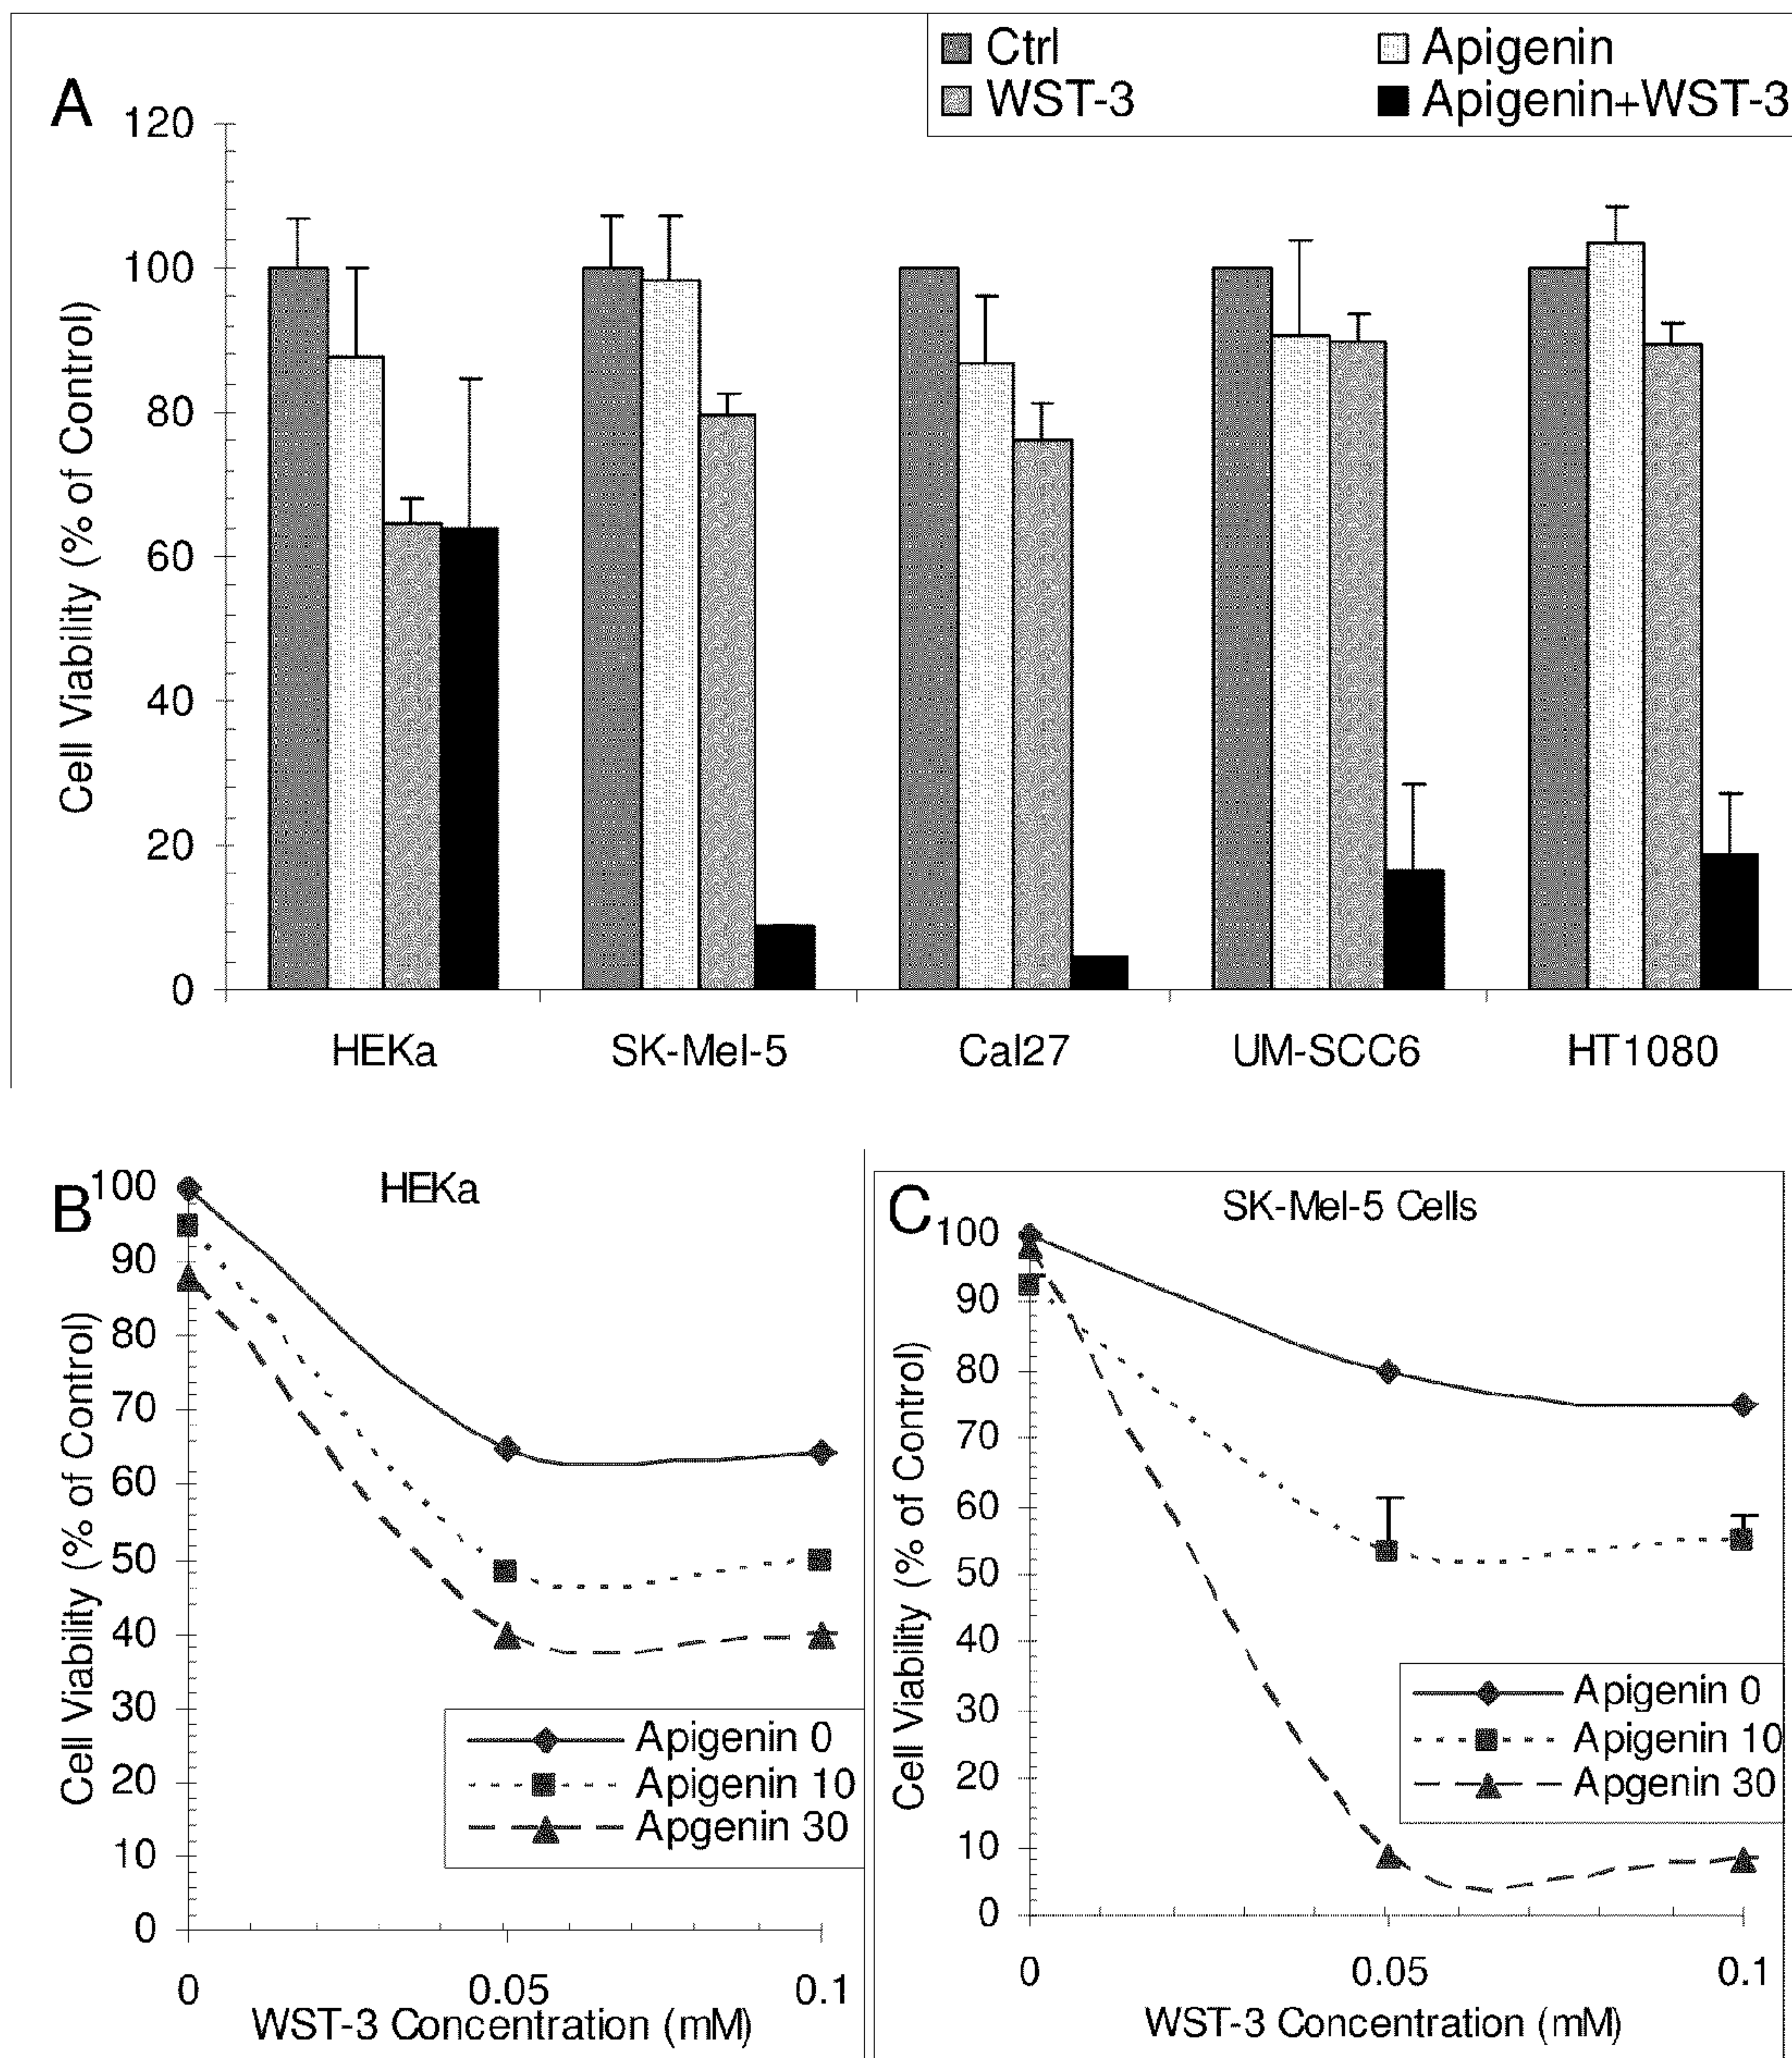 Ctrl Apigenin
WST-3 Apigenin+WST-3
A
120
100
80
60
40
20
0
Cell Viability (% of Control)
HEKa SK-Mel-5 Cal27 UM-SCC6 HT1080
B
HEKa
100
90
80
70
60
50
40
30
20
10
0
Cell Viability (% of Control)
Apigenin 0
Apigenin 10
Apgenin 30
0 0.05 0.1
WST-3 Concentration (mM)
C
SK-Mel-5 Cells
100
90
80
70
60
50
40
30
20
10
0
Cell Viability (% of Control)
Apigenin 0
Apigenin 10
Apgenin 30
0 0.05 0.1
WST-3 Concentration (mM)